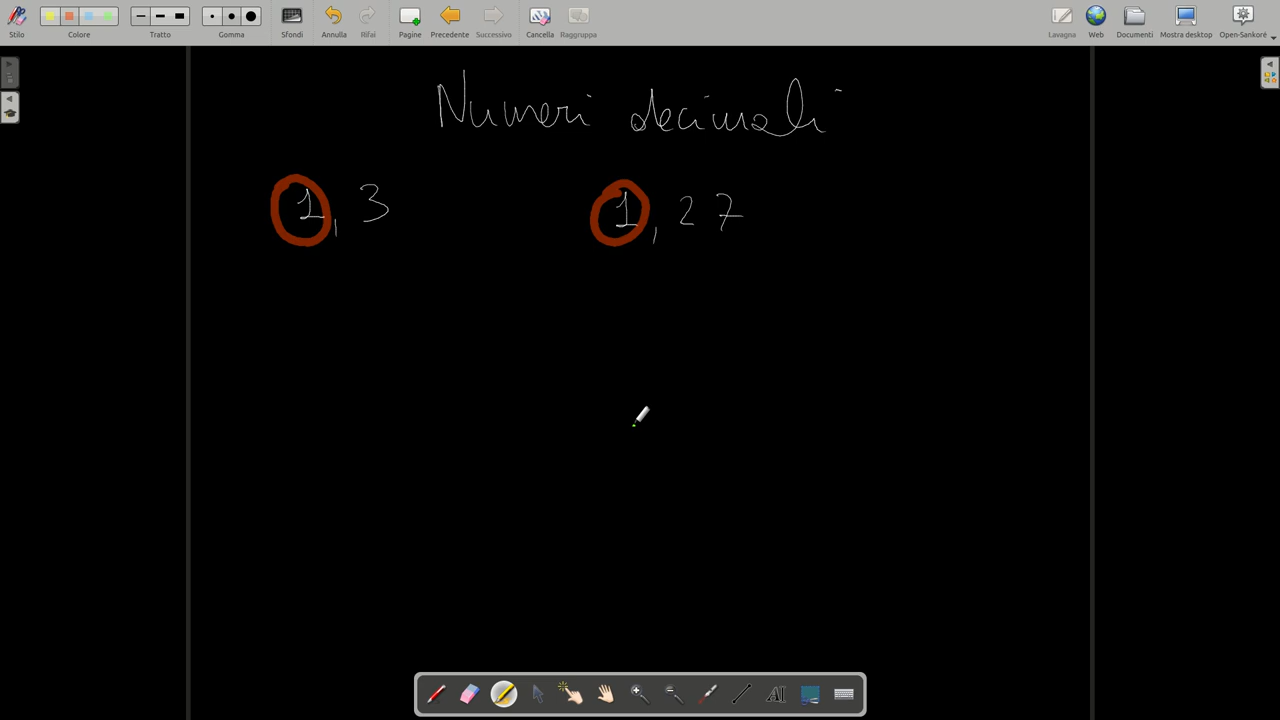 Stilo Colore Tratto Gomma Sfondi Annulla Rifai Pagine Precedente Successivo Cancella Raggruppa Lavagna Web Documenti Mostra desktop Open-Sankoré
Numeri decimali
1,3 1,27
AI